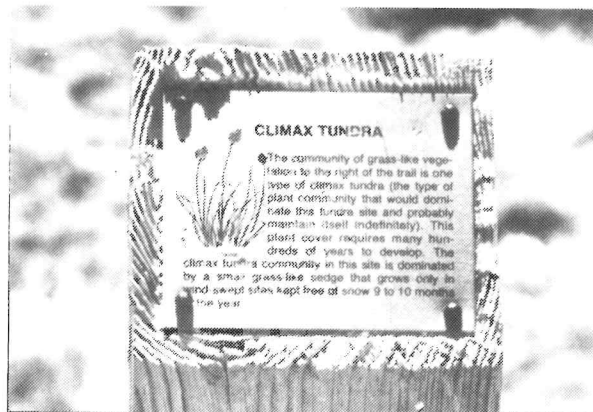 CLIMAX TUNDRA
The community of grass-like vege-
tation to the right of the trail is one
type of climax tundra (the type of
plant community that would domi-
nate this tundra site and probably
maintain itself indefinitely). This
plant cover requires many hun-
dreds of years to develop. The
climax tundra community in this site is dominated
by a small grass-like sedge that grows only in
wind swept sites kept free of snow 9 to 10 months
the year